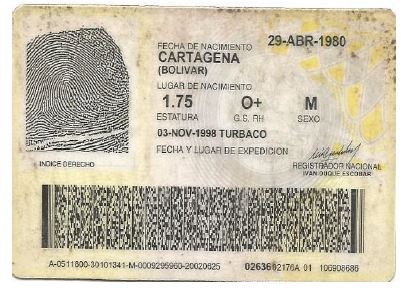 29-ABR-1980
FECHA DE NACIMIENTO
CARTAGENA
(BOLIVAR)
LUGAR DE NACIMIENTO
1.75 O+ M
ESTATURA G.S. RH SEXO
03-NOV-1998 TURBACO
FECHA Y LUGAR DE EXPEDICION
INDICE DERECHO
REGISTRADOR NACIONAL
IVAN DUQUE ESCOBAR
A-0511800-30101341-M-0009295960-20020625 0263602176A 01 106908686